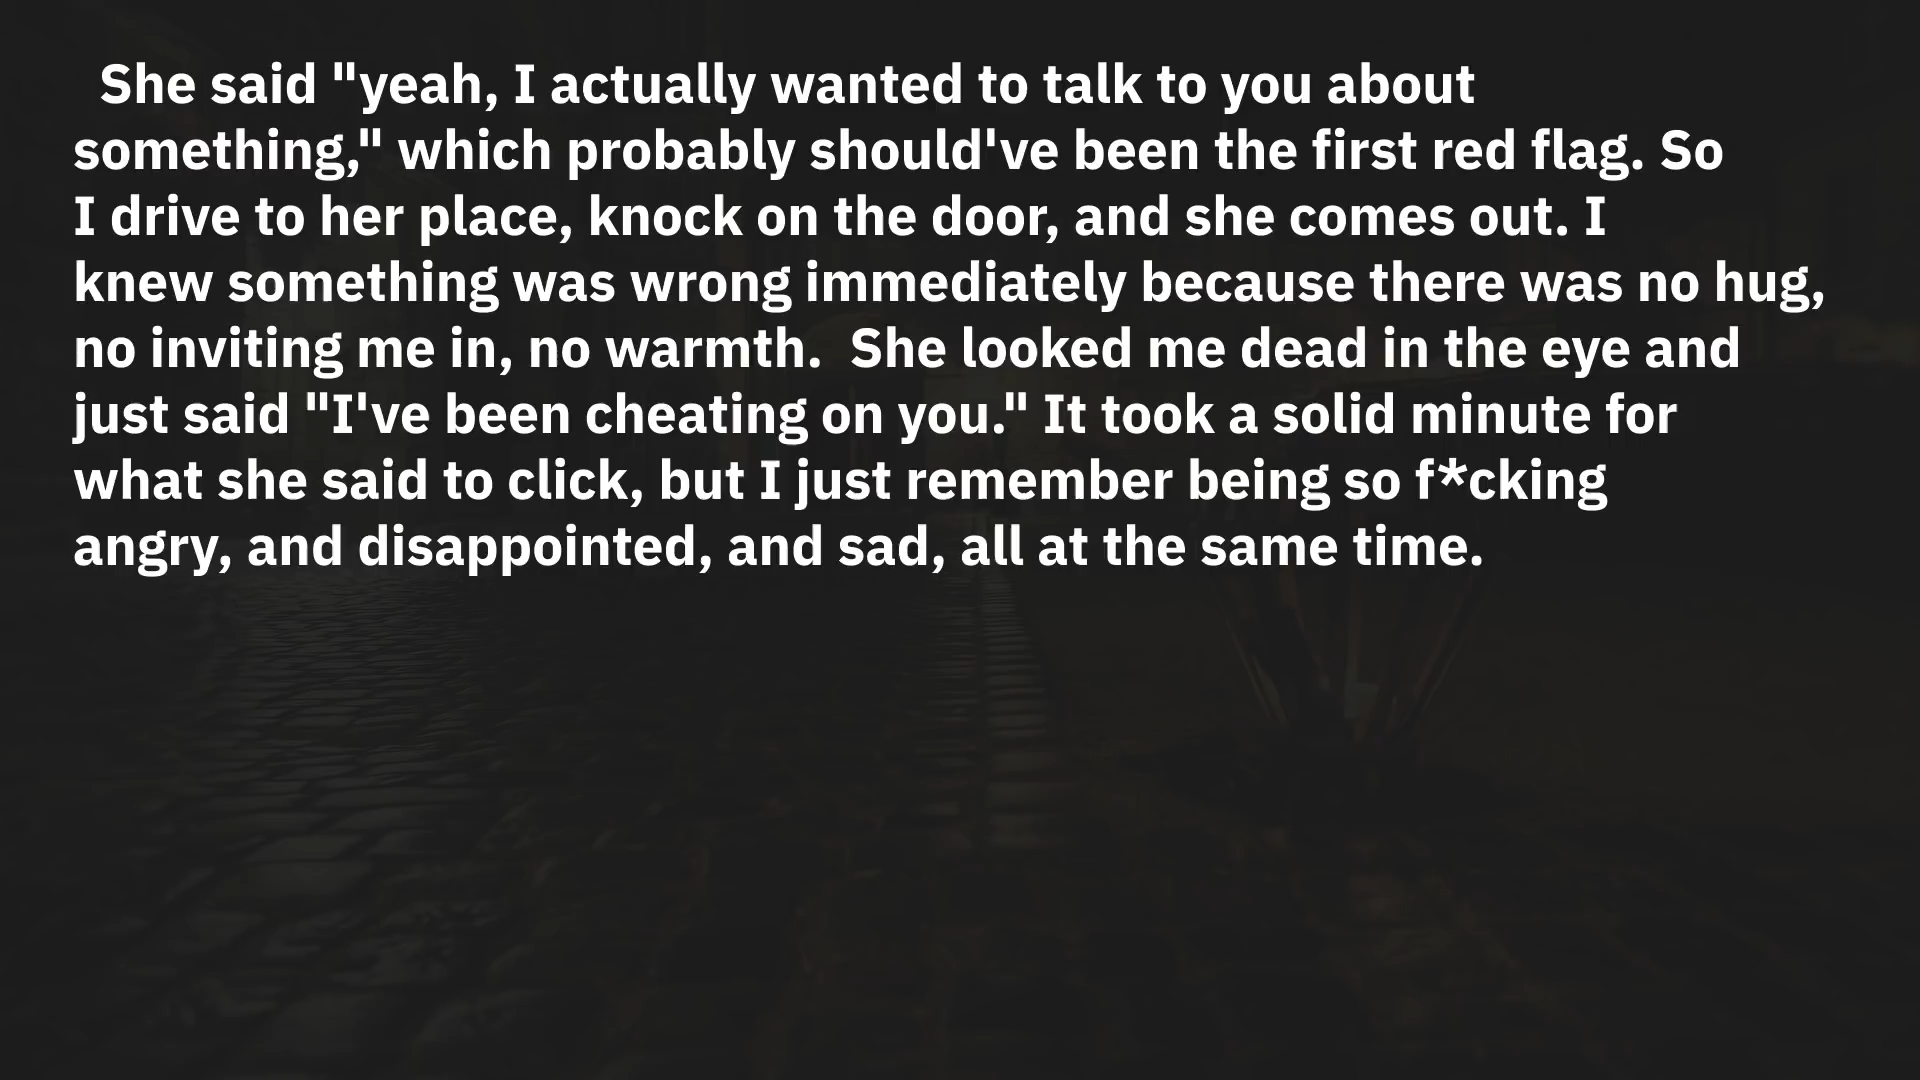 She said "yeah, I actually wanted to talk to you about
something," which probably should've been the first red flag. So
I drive to her place, knock on the door, and she comes out. I
knew something was wrong immediately because there was no hug,
no inviting me in, no warmth.  She looked me dead in the eye and
just said "I've been cheating on you." It took a solid minute for
what she said to click, but I just remember being so f*cking
angry, and disappointed, and sad, all at the same time.